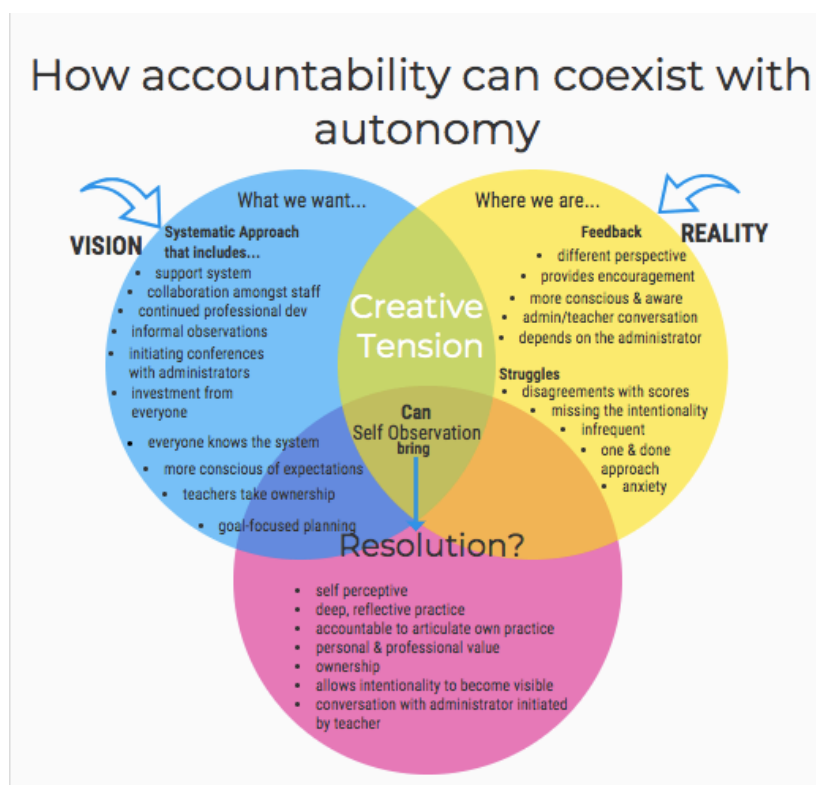 How accountability can coexist with
autonomy
What we want...
VISION
Systematic Approach
that includes...
• support system
• collaboration amongst staff
• continued professional dev
• informal observations
• initiating conferences
with administrators
• investment from
everyone
• everyone knows the system
• more conscious of expectations
• teachers take ownership
• goal-focused planning
Where we are...
REALITY
Feedback
• different perspective
• provides encouragement
• more conscious & aware
• admin/teacher conversation
• depends on the administrator
Struggles
• disagreements with scores
• missing the intentionality
• infrequent
• one & done
approach
• anxiety
Creative
Tension
Can
Self Observation
bring
Resolution?
• self perceptive
• deep, reflective practice
• accountable to articulate own practice
• personal & professional value
• ownership
• allows intentionality to become visible
• conversation with administrator initiated
by teacher